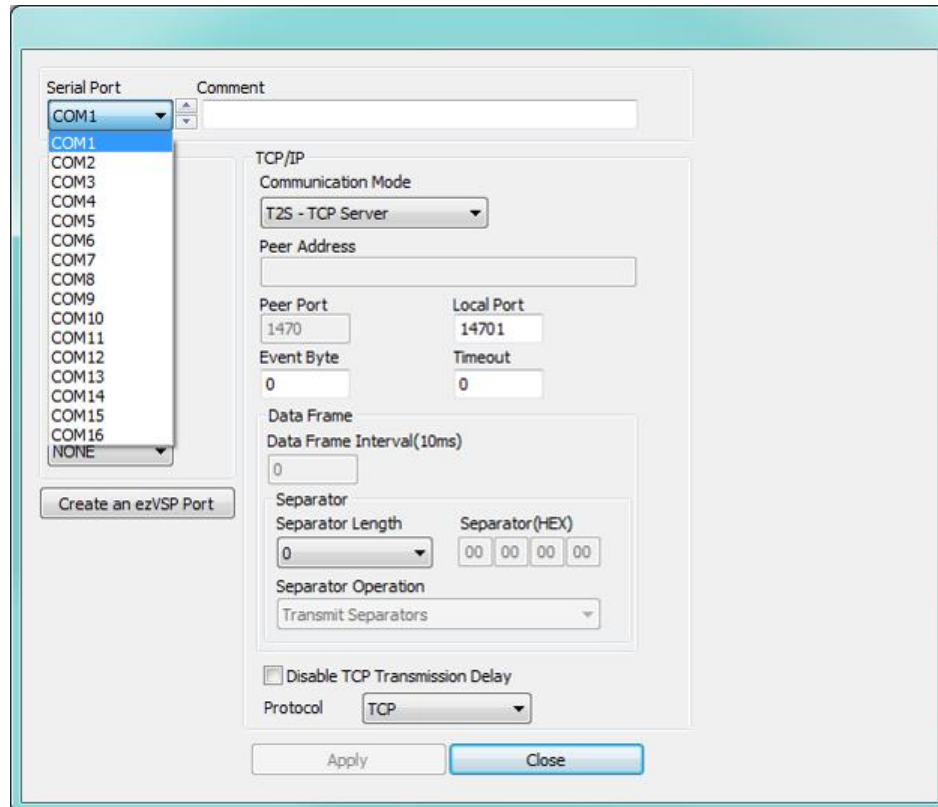 Serial Port Comment
COM1
COM1
COM2
COM3
COM4
COM5
COM6
COM7
COM8
COM9
COM10
COM11
COM12
COM13
COM14
COM15
COM16
NONE
Create an ezVSP Port
TCP/IP
Communication Mode
T2S - TCP Server
Peer Address
Peer Port Local Port
1470 14701
Event Byte Timeout
0 0
Data Frame
Data Frame Interval(10ms)
0
Separator
Separator Length Separator(HEX)
0 00 00 00 00
Separator Operation
Transmit Separators
Disable TCP Transmission Delay
Protocol TCP
Apply Close